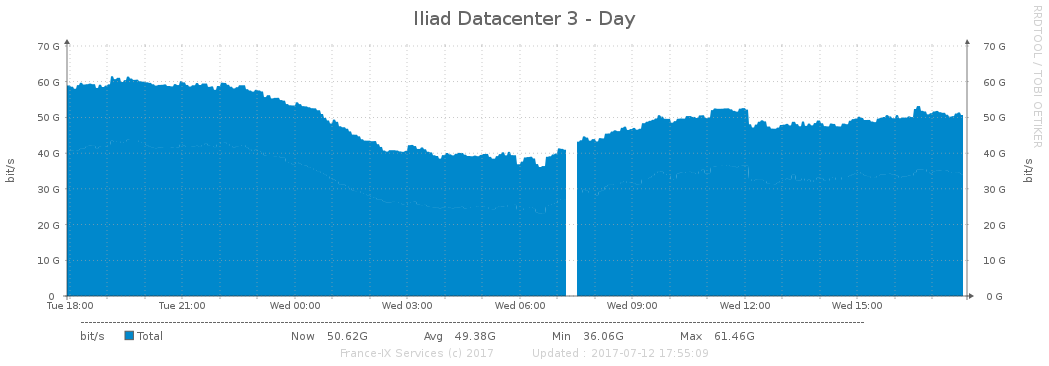 Iliad Datacenter 3 - Day
RRDTOOL / TOBI OETIKER
70 G 70 G
60 G 60 G
50 G 50 G
40 G 40 G
30 G 30 G
20 G 20 G
10 G 10 G
0 0 G
bit/s bit/s
Tue 18:00 Tue 21:00 Wed 00:00 Wed 03:00 Wed 06:00 Wed 09:00 Wed 12:00 Wed 15:00
bit/s Total Now 50.62G Avg 49.38G Min 36.06G Max 61.46G
France-IX Services (c) 2017 Updated : 2017-07-12 17:55:09